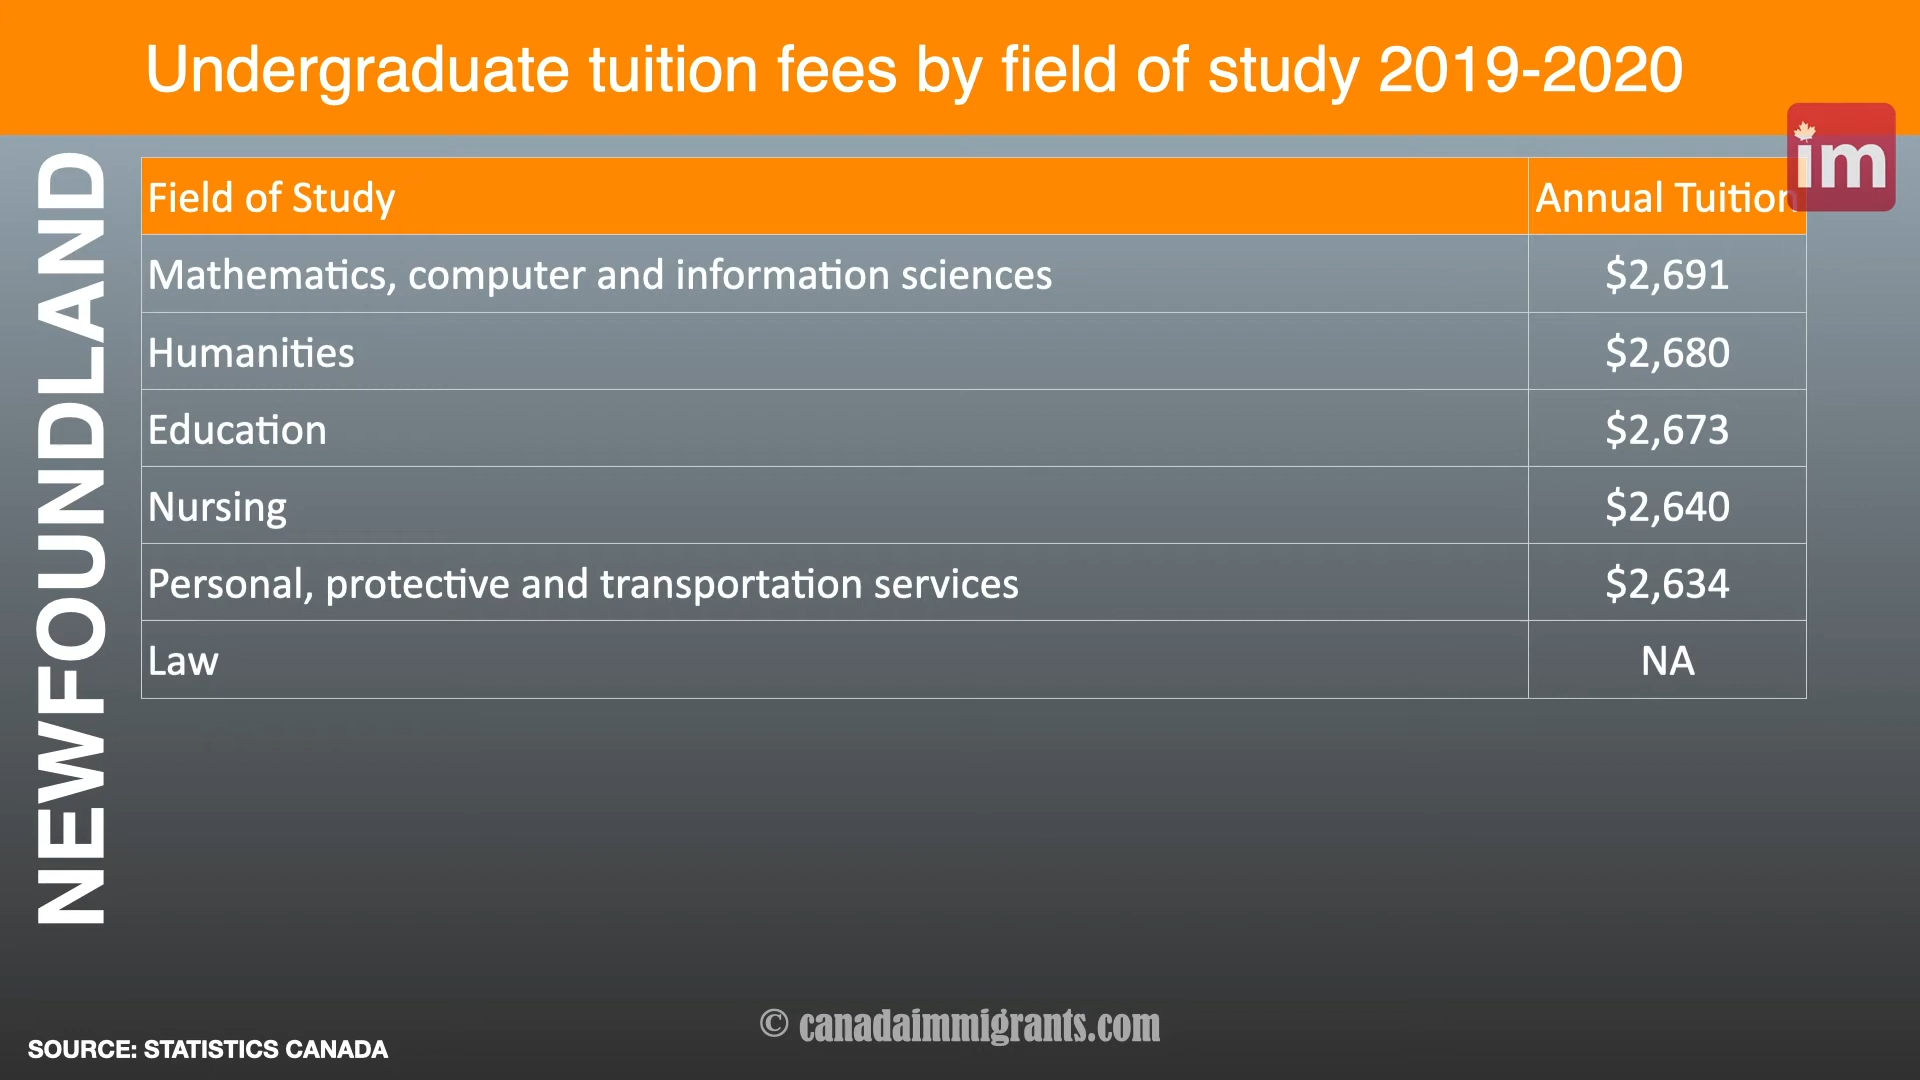 Undergraduate tuition fees by field of study 2019-2020
im
NEWFOUNDLAND
Field of Study Annual Tuition
Mathematics, computer and information sciences $2,691
Humanities $2,680
Education $2,673
Nursing $2,640
Personal, protective and transportation services $2,634
Law NA
© canadaimmigrants.com
SOURCE: STATISTICS CANADA